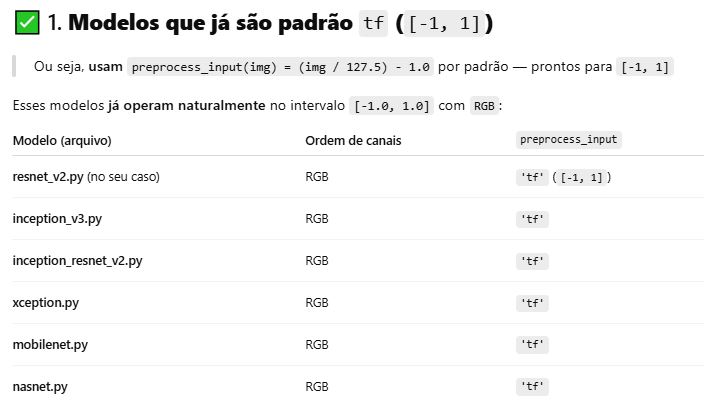 ✅ 1. Modelos que já são padrão tf ([-1, 1])
Ou seja, usam preprocess_input(img) = (img / 127.5) - 1.0 por padrão — prontos para [-1, 1]
Esses modelos já operam naturalmente no intervalo [-1.0, 1.0] com RGB:
Modelo (arquivo) Ordem de canais preprocess_input
resnet_v2.py (no seu caso) RGB 'tf' ([-1, 1])
inception_v3.py RGB 'tf'
inception_resnet_v2.py RGB 'tf'
xception.py RGB 'tf'
mobilenet.py RGB 'tf'
nasnet.py RGB 'tf'